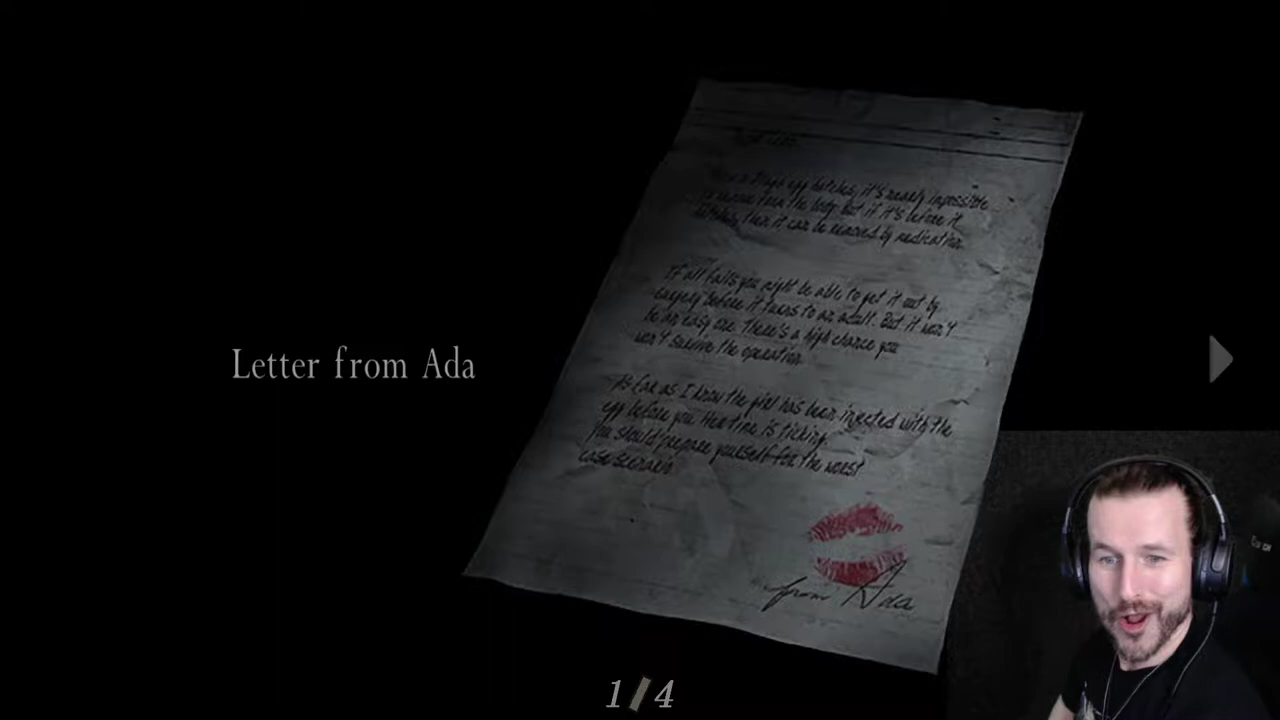 Letter from Ada
egg hatches, it's nearly impossible
to remove from the body. But if it's before it
hatches, then it can be removed by medication.
If all fails you might be able to get it out by
surgery before it turns to an adult. But it won't
be an easy one. There's a high chance you
won't survive the operation.
As far as I know the girl has been injected with the
egg before you. Her time is ticking.
You should prepare yourself for the worst
case scenario.
from Ada
1/4